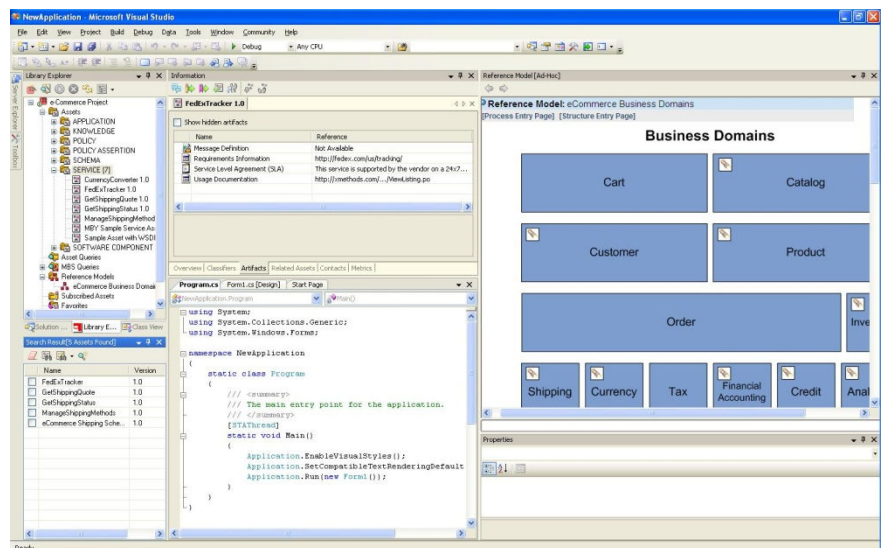 NewApplication - Microsoft Visual Studio
File Edit View Project Build Debug Data Tools Window Community Help
Debug Any CPU
Library Explorer
Server Explorer
Toolbox
e-Commerce Project
Assets
APPLICATION
KNOWLEDGE
POLICY
POLICY ASSERTION
SCHEMA
SERVICE [7]
CurrencyConverter 1.0
FedExTracker 1.0
GetShippingQuote 1.0
GetShippingStatus 1.0
ManageShippingMethod
MBY Sample Service As
Sample Asset with WSDL
SOFTWARE COMPONENT
Asset Queries
MBS Queries
Reference Models
eCommerce Business Domai
Subscribed Assets
Favorites
Solution ... Library E... Class View
Search Result[5 Assets Found]
Name Version
FedExTracker 1.0
GetShippingQuote 1.0
GetShippingStatus 1.0
ManageShippingMethods 1.0
eCommerce Shipping Sche... 1.0
Information
FedExTracker 1.0
Show hidden artifacts
Name Reference
Message Definition Not Available
Requirements Information http://fedex.com/us/tracking/
Service Level Agreement (SLA) This service is supported by the vendor on a 24x7...
Usage Documentation http://xmethods.com/.../ViewListing.po
Overview Classifiers Artifacts Related Assets Contacts Metrics
Program.cs Form1.cs [Design] Start Page
NewApplication.Program Main()
using System;
using System.Collections.Generic;
using System.Windows.Forms;
namespace NewApplication
{
static class Program
{
/// <summary>
/// The main entry point for the application.
/// </summary>
[STAThread]
static void Main()
{
Application.EnableVisualStyles();
Application.SetCompatibleTextRenderingDefault
Application.Run(new Form1());
}
}
}
Reference Model [Ad-Hoc]
Reference Model: eCommerce Business Domains
[Process Entry Page] [Structure Entry Page]
Business Domains
Cart Catalog
Customer Product
Order Inve
Shipping Currency Tax Financial Accounting Credit Anal
Properties
Ready